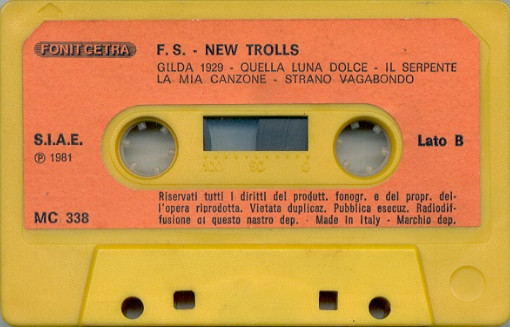 FONIT CETRA
F. S. - NEW TROLLS
GILDA 1929 - QUELLA LUNA DOLCE - IL SERPENTE
LA MIA CANZONE - STRANO VAGABONDO
S.I.A.E.
℗ 1981
Lato B
100 50 0
Riservati tutti i diritti del produtt. fonogr. e del propr. del-
l'opera riprodotta. Vietata duplicaz. Pubblica esecuz. Radiodif-
fusione di questo nastro dep. - Made in Italy - Marchio dep.
MC 338